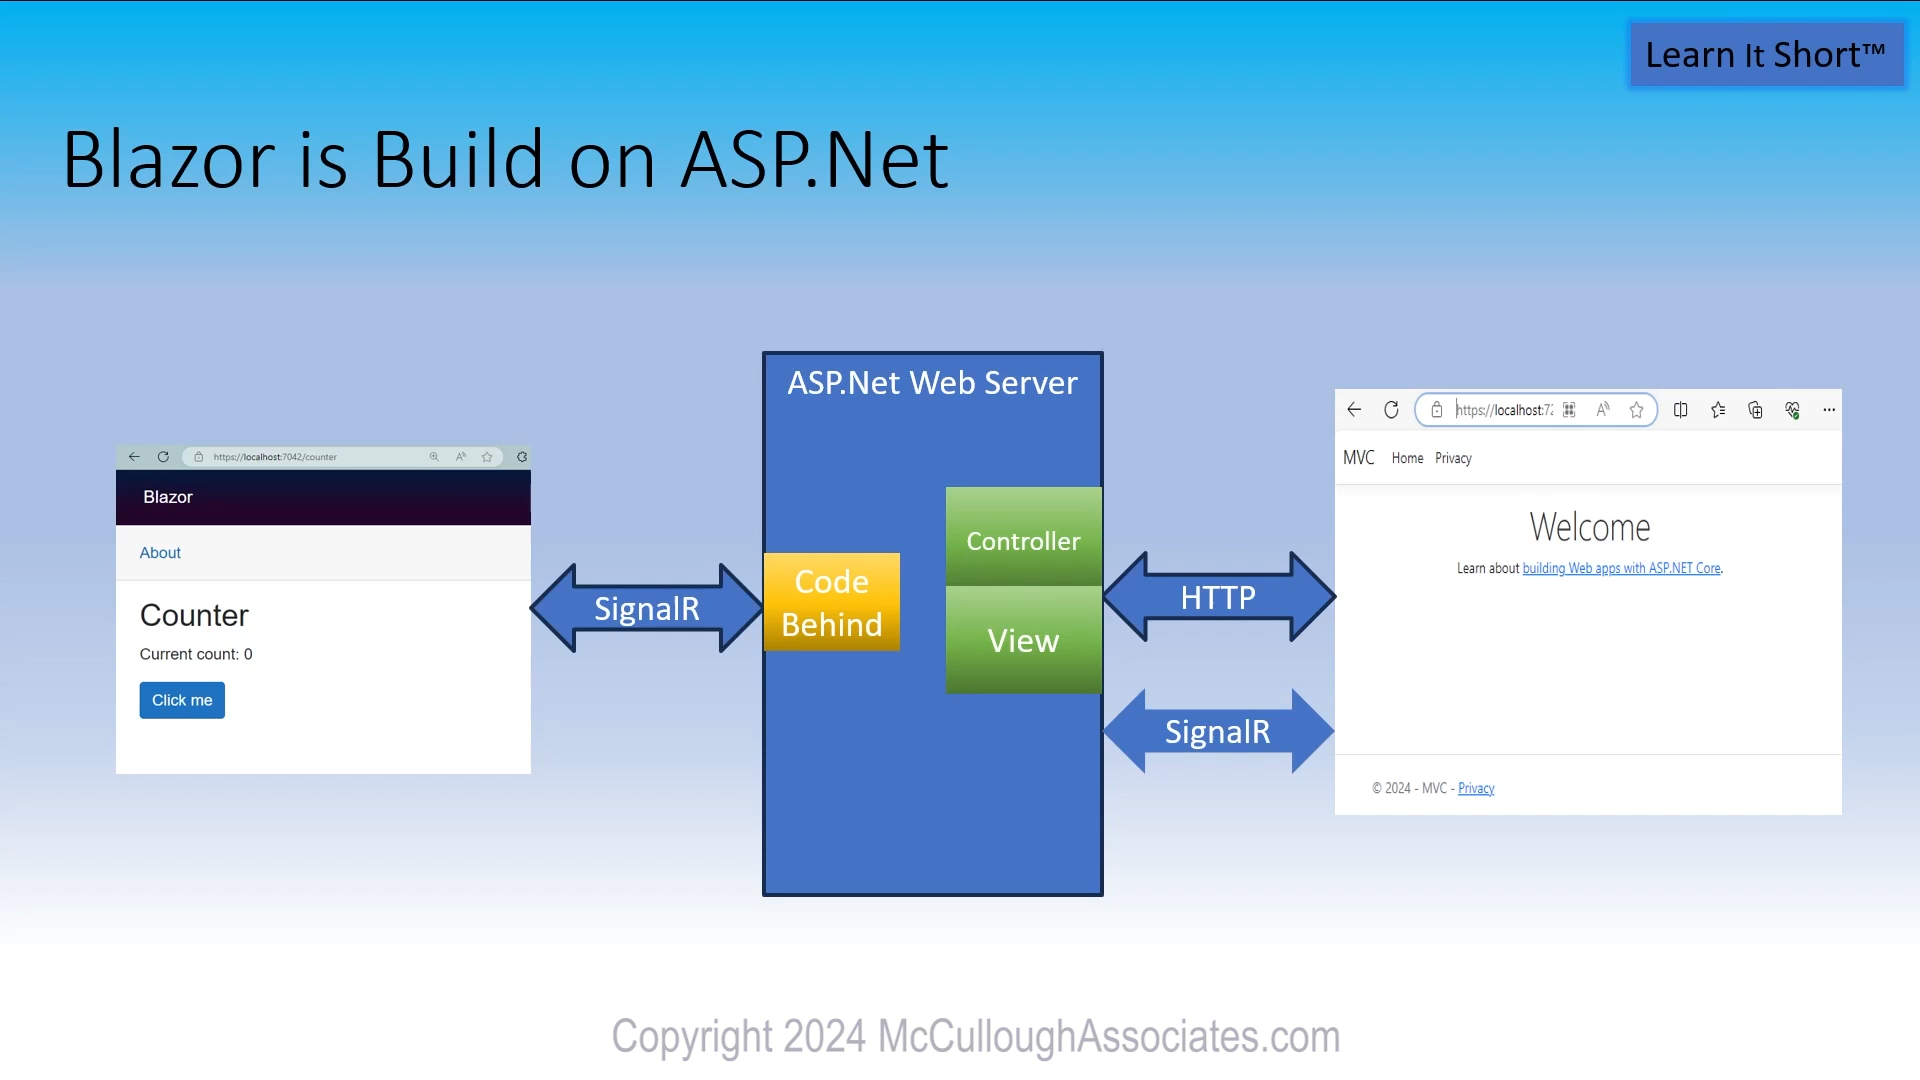 Learn It Short™
Blazor is Build on ASP.Net
https://localhost:7042/counter
Blazor
About
Counter
Current count: 0
Click me
SignalR
ASP.Net Web Server
Code
Behind
Controller
View
HTTP
SignalR
https://localhost:72
MVC Home Privacy
Welcome
Learn about building Web apps with ASP.NET Core.
© 2024 - MVC - Privacy
Copyright 2024 McCulloughAssociates.com